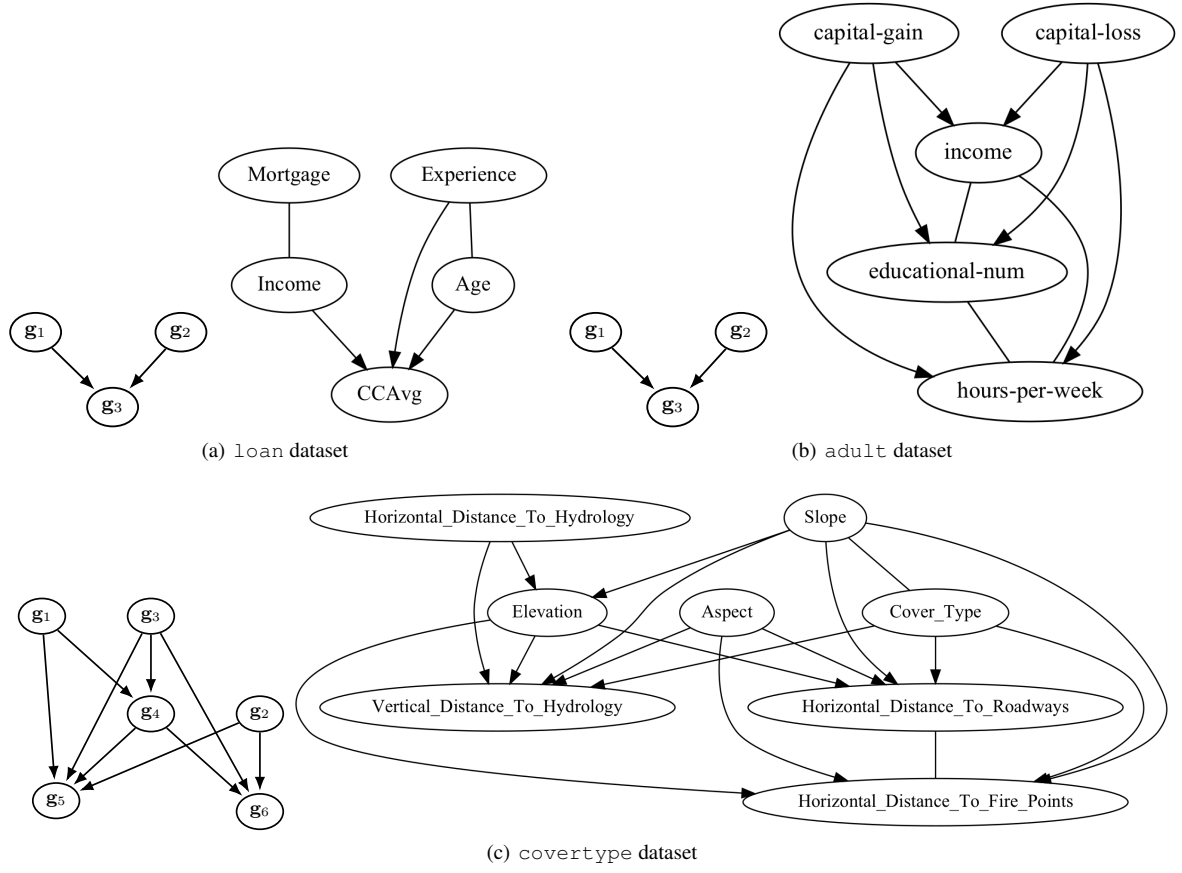 capital-gain capital-loss
income
Mortgage Experience
Income Age
educational-num
g1 g2 g1 g2
g3 CCAvg g3 hours-per-week
(a) loan dataset (b) adult dataset
Horizontal_Distance_To_Hydrology Slope
g1 g3 Elevation Aspect Cover_Type
g4 g2 Vertical_Distance_To_Hydrology Horizontal_Distance_To_Roadways
g5 g6 Horizontal_Distance_To_Fire_Points
(c) covertype dataset